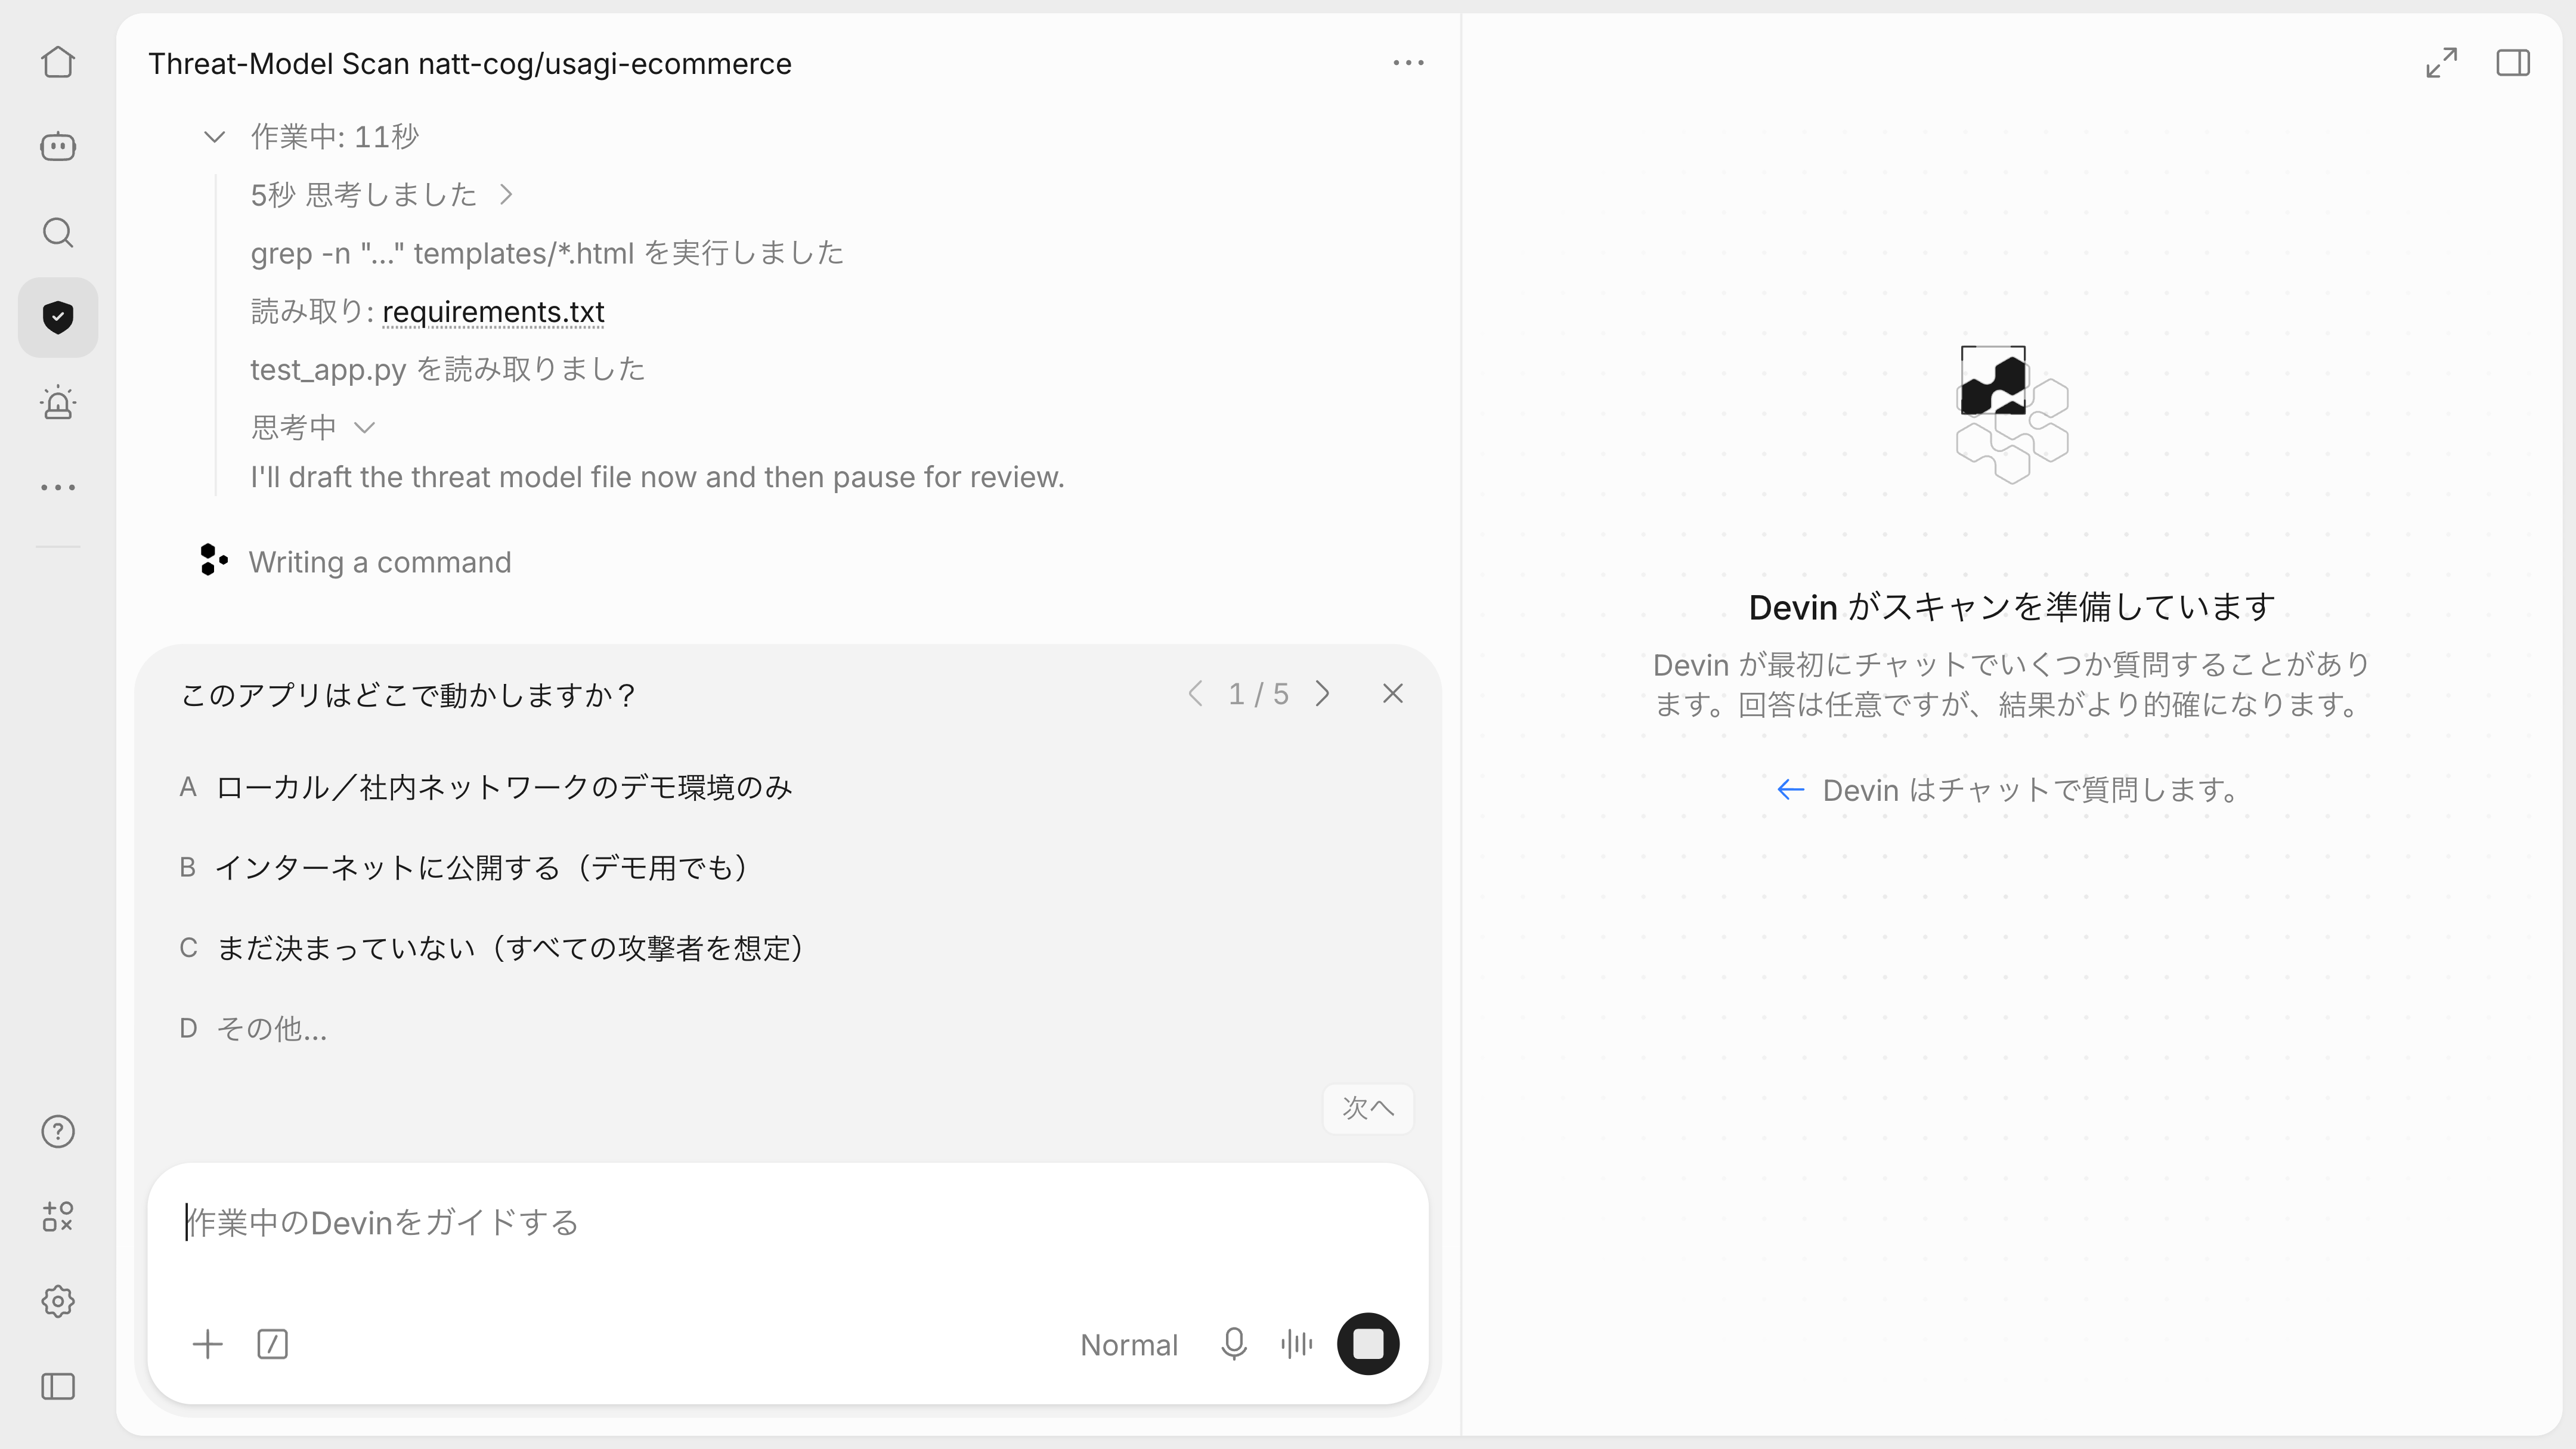 Threat-Model Scan natt-cog/usagi-ecommerce
作業中: 11秒
5秒 思考しました
grep -n "..." templates/*.html を実行しました
読み取り: requirements.txt
test_app.py を読み取りました
思考中
I'll draft the threat model file now and then pause for review.
Writing a command
このアプリはどこで動かしますか？
1 / 5
A ローカル／社内ネットワークのデモ環境のみ
B インターネットに公開する（デモ用でも）
C まだ決まっていない（すべての攻撃者を想定）
D その他...
次へ
作業中のDevinをガイドする
Normal
Devin がスキャンを準備しています
Devin が最初にチャットでいくつか質問することがあり
ます。回答は任意ですが、結果がより的確になります。
Devin はチャットで質問します。